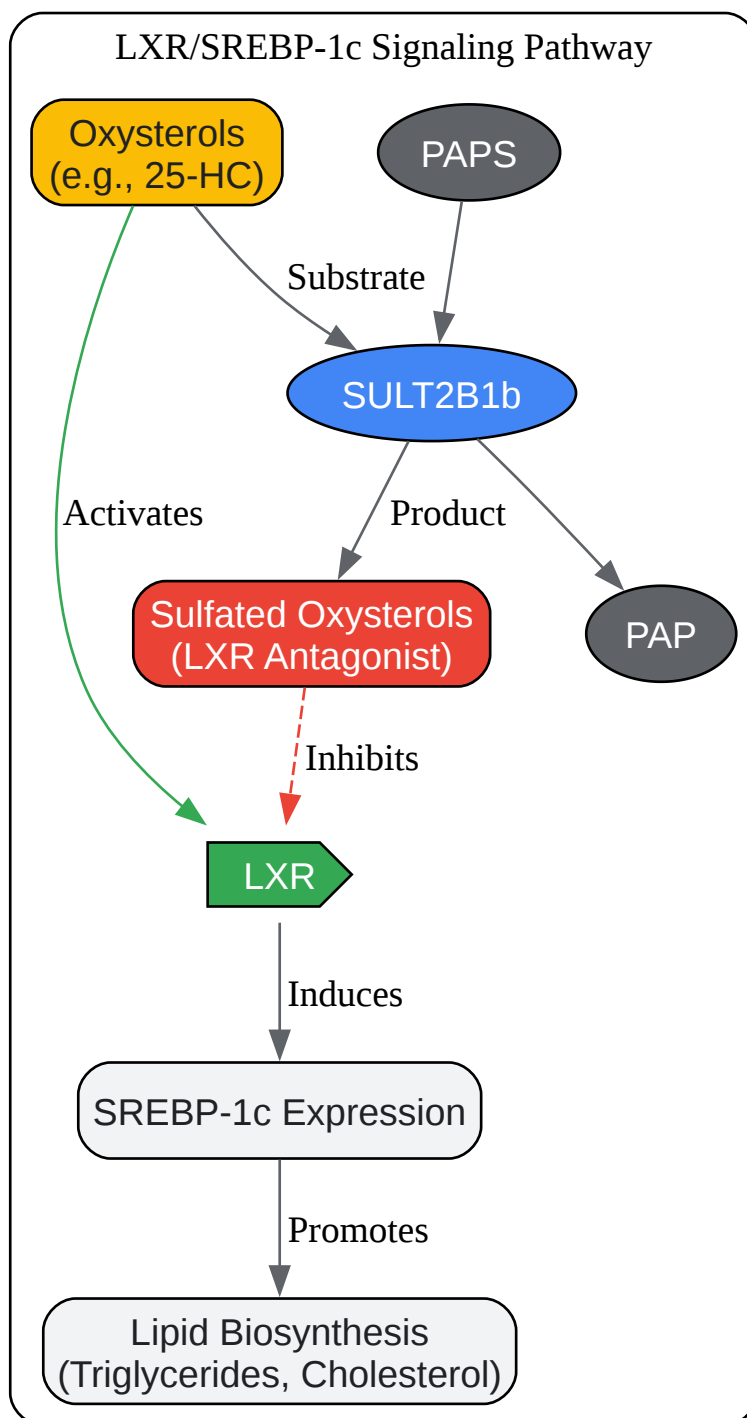 LXR/SREBP-1c Signaling Pathway
Oxysterols
(e.g., 25-HC)
PAPS
Substrate
SULT2B1b
Activates
Product
Sulfated Oxysterols
(LXR Antagonist)
PAP
Inhibits
LXR
Induces
SREBP-1c Expression
Promotes
Lipid Biosynthesis
(Triglycerides, Cholesterol)